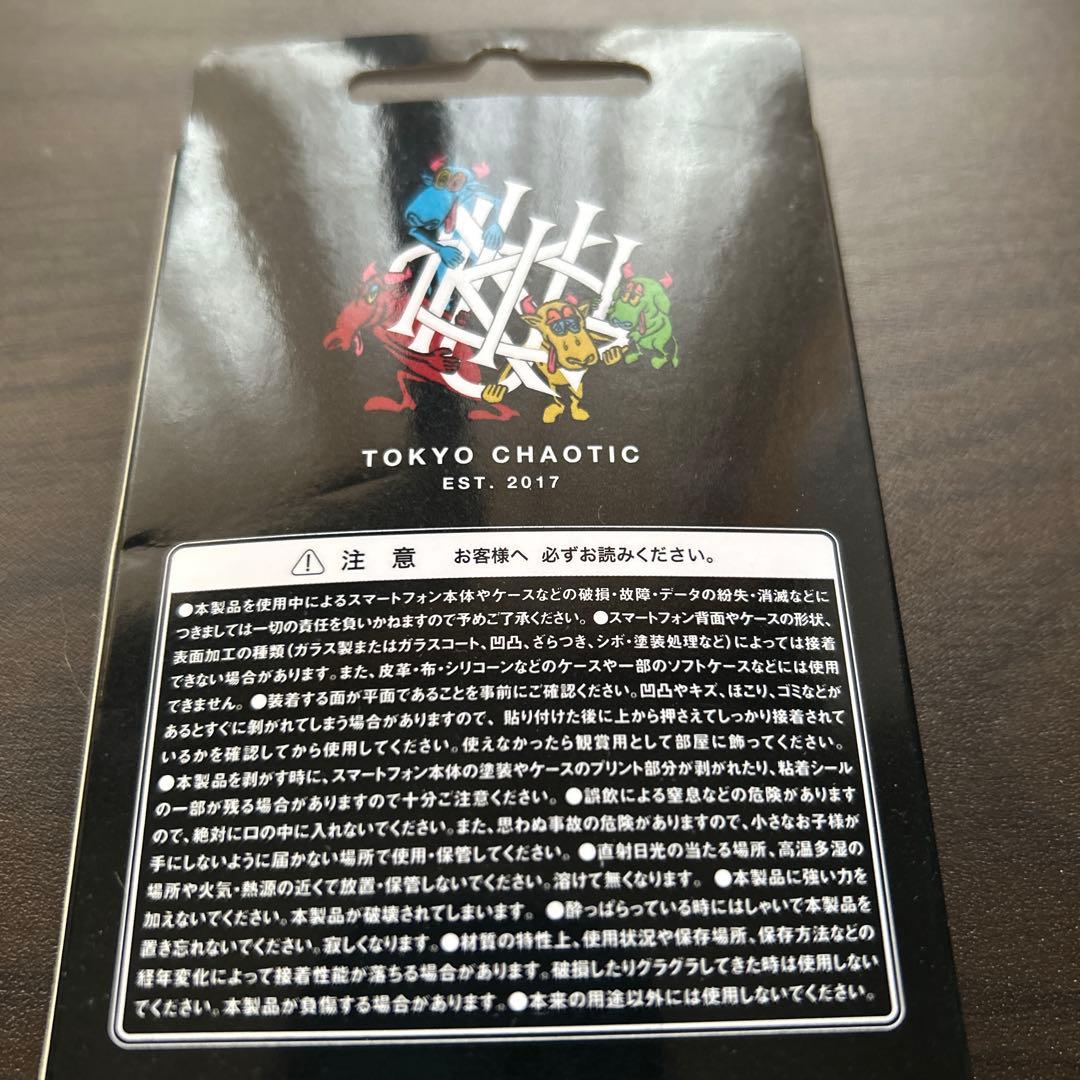 TOKYO CHAOTIC
EST. 2017
注 意 お客様へ 必ずお読みください。
●本製品を使用中によるスマートフォン本体やケースなどの破損・故障・データの紛失・消滅などに
つきましては一切の責任を負いかねますので予めご了承ください。●スマートフォン背面やケースの形状、
表面加工の種類(ガラス製またはガラスコート、凹凸、ざらつき、シボ・塗装処理など)によっては接着
できない場合があります。また、皮革・布・シリコーンなどのケースや一部のソフトケースなどには使用
できません。●装着する面が平面であることを事前にご確認ください。凹凸やキズ、ほこり、ゴミなどが
あるとすぐに剝がれてしまう場合がありますので、貼り付けた後に上から押さえてしっかり接着されて
いるかを確認してから使用してください。使えなかったら観賞用として部屋に飾ってください。
●本製品を剥がす時に、スマートフォン本体の塗装やケースのプリント部分が剥がれたり、粘着シール
の一部が残る場合がありますので十分ご注意ください。●誤飲による窒息などの危険があります
ので、絶対に口の中に入れないでください。また、思わぬ事故の危険がありますので、小さなお子様が
手にしないように届かない場所で使用・保管してください。●直射日光の当たる場所、高温多湿の
場所や火気・熱源の近くで放置・保管しないでください。溶けて無くなります。●本製品に強い力を
加えないでください。本製品が破壊されてしまいます。●酔っぱらっている時にはしゃいで本製品を
置き忘れないでください。寂しくなります。●材質の特性上、使用状況や保存場所、保存方法などの
経年変化によって接着性能が落ちる場合があります。破損したりグラグラしてきた時は使用しない
でください。本製品が負傷する場合があります。●本来の用途以外には使用しないでください。